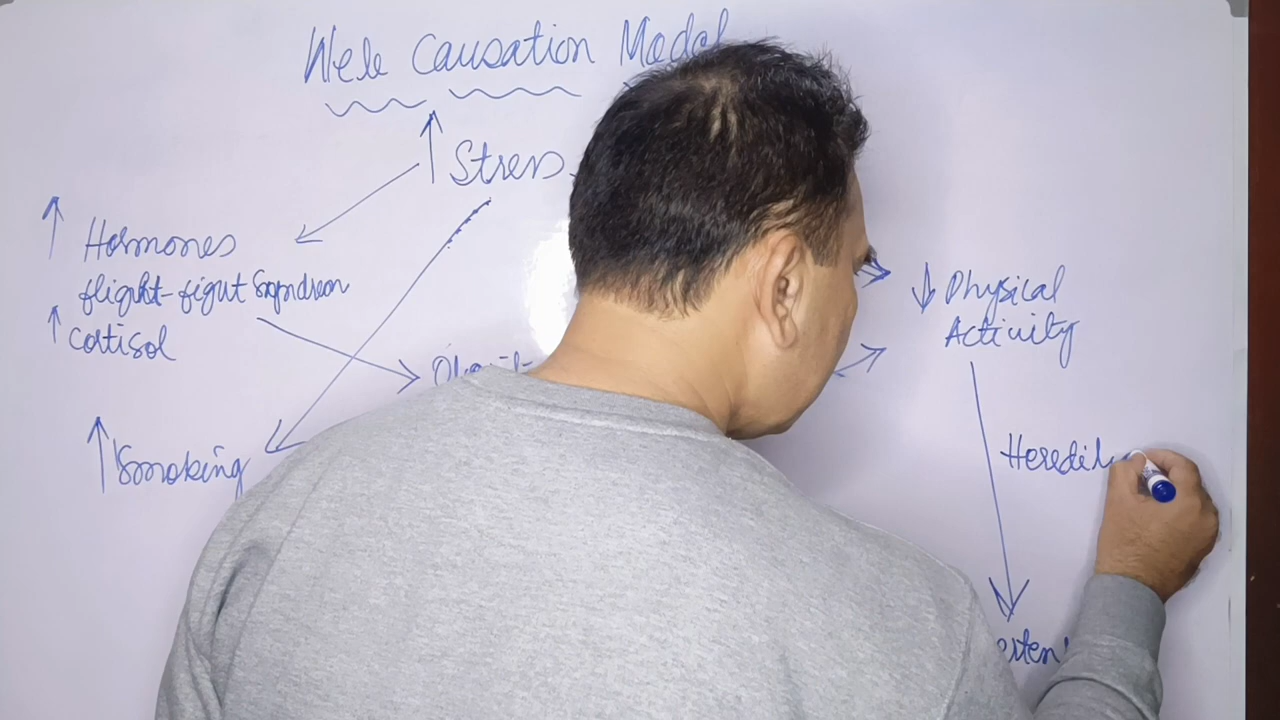 Web Causation Model
↑ Stress
↑ Hormones
flight-fight Syndrom
↑ Cortisol
↑ Smoking
↓ Physical
Activity